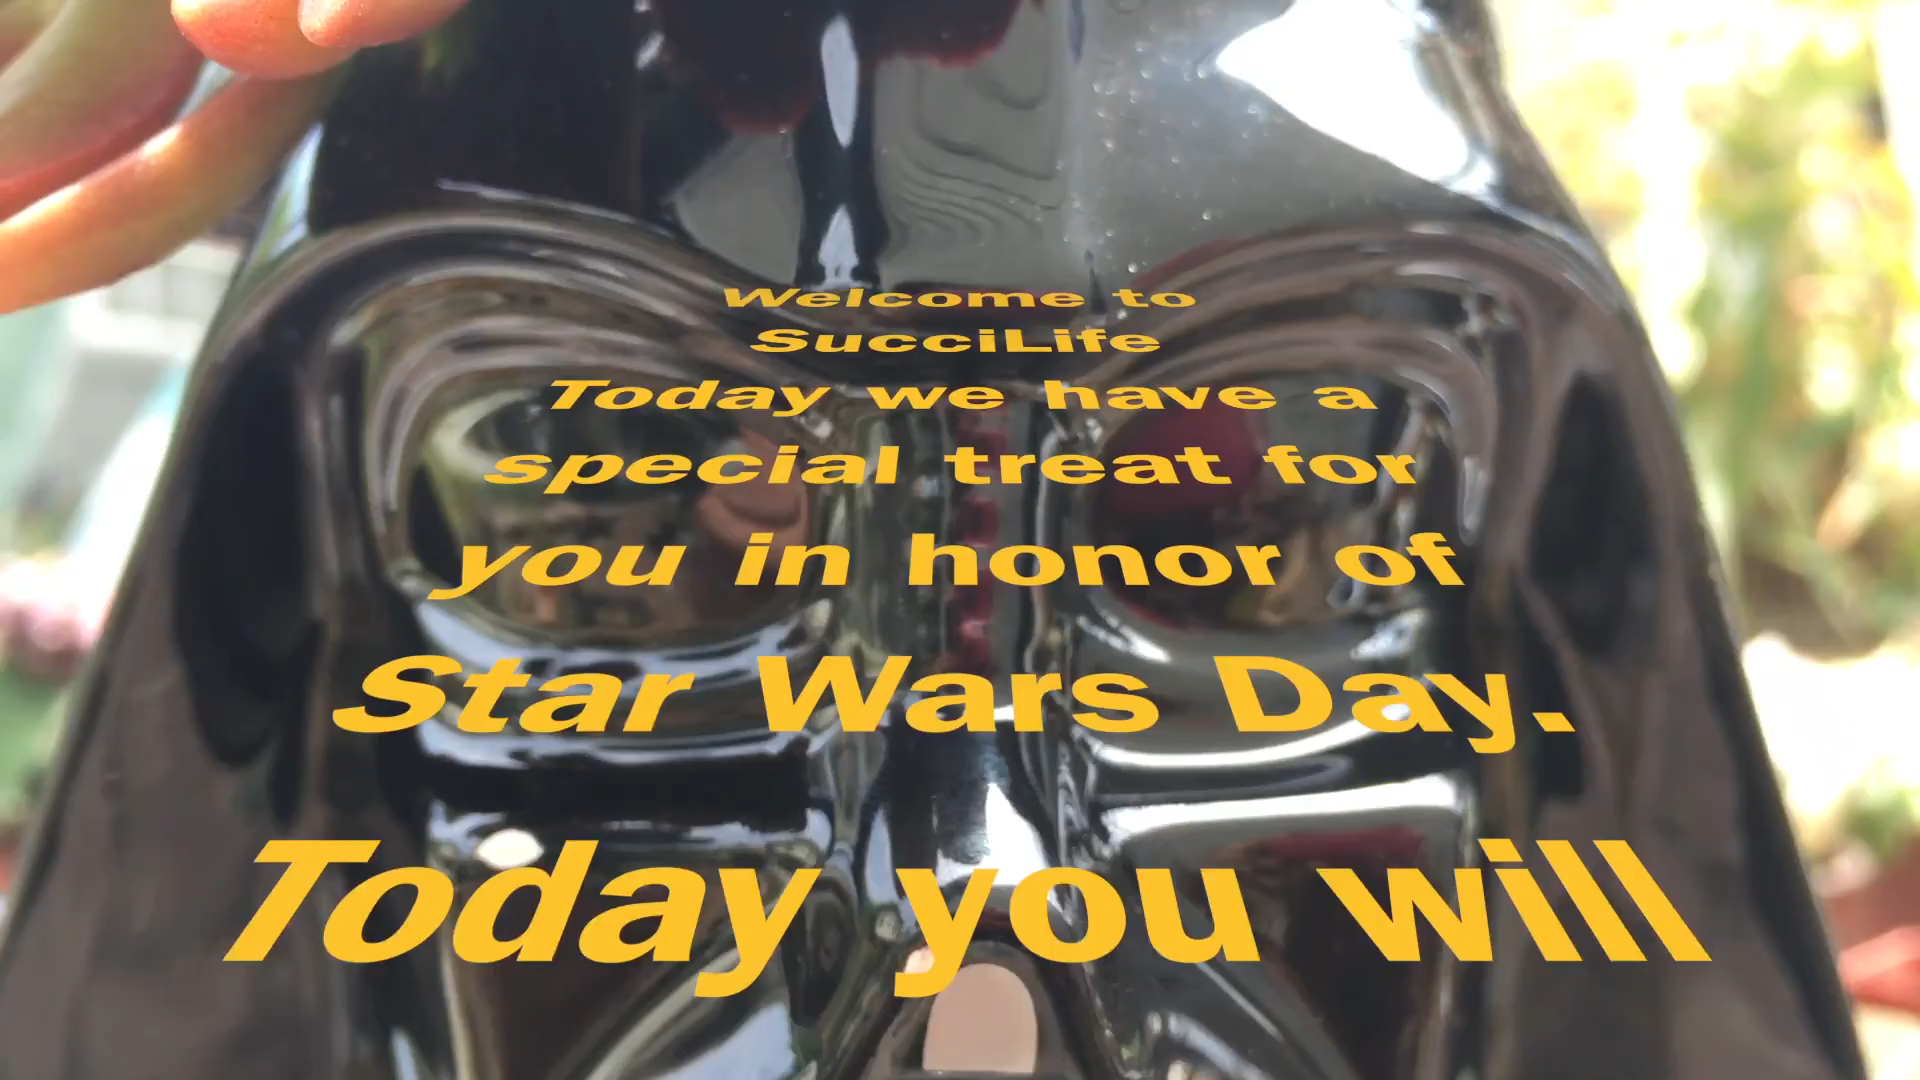 Welcome to
SucciLife
Today we have a
special treat for
you in honor of
Star Wars Day.
Today you will